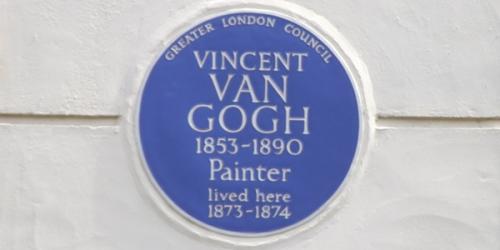 GREATER LONDON COUNCIL
VINCENT
VAN
GOGH
1853-1890
Painter
lived here
1873-1874